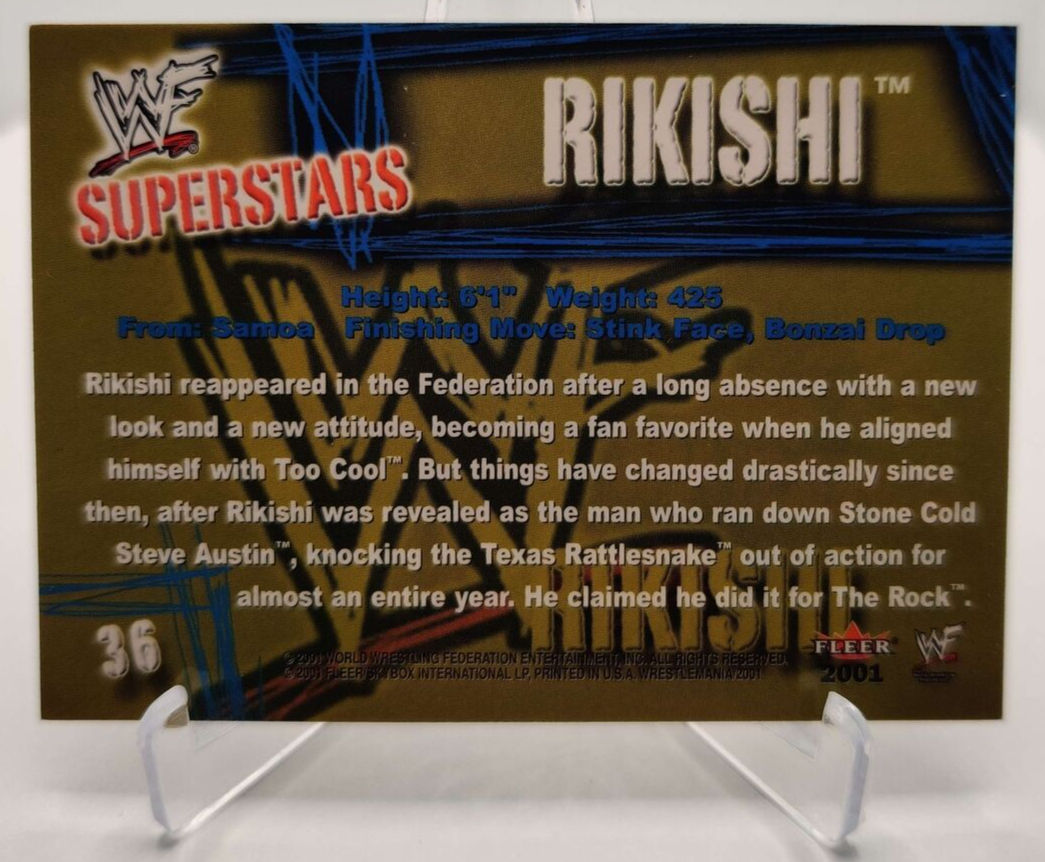 WF
SUPERSTARS
RIKISHI™
Height: 6'1" Weight: 425
From: Samoa Finishing Move: Stink Face, Bonzai Drop
Rikishi reappeared in the Federation after a long absence with a new
look and a new attitude, becoming a fan favorite when he aligned
himself with Too Cool™. But things have changed drastically since
then, after Rikishi was revealed as the man who ran down Stone Cold
Steve Austin™, knocking the Texas Rattlesnake™ out of action for
almost an entire year. He claimed he did it for The Rock™.
RIKISHI
36
©2001 WORLD WRESTLING FEDERATION ENTERTAINMENT, INC. ALL RIGHTS RESERVED.
©2001 FLEER/SKYBOX INTERNATIONAL LP, PRINTED IN U.S.A. WRESTLEMANIA 2001
FLEER
2001
WF